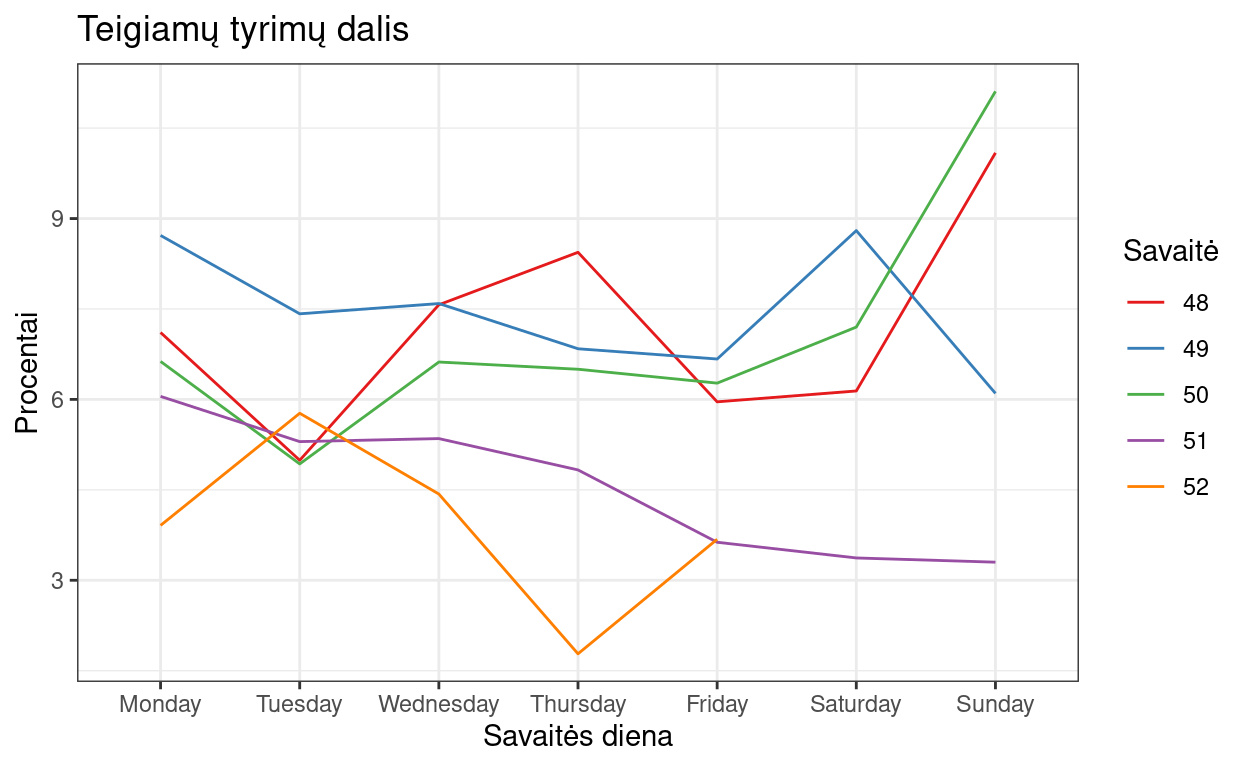 Teigiamų tyrimų dalis
Procentai
9
6
3
Monday Tuesday Wednesday Thursday Friday Saturday Sunday
Savaitės diena
Savaitė
48
49
50
51
52